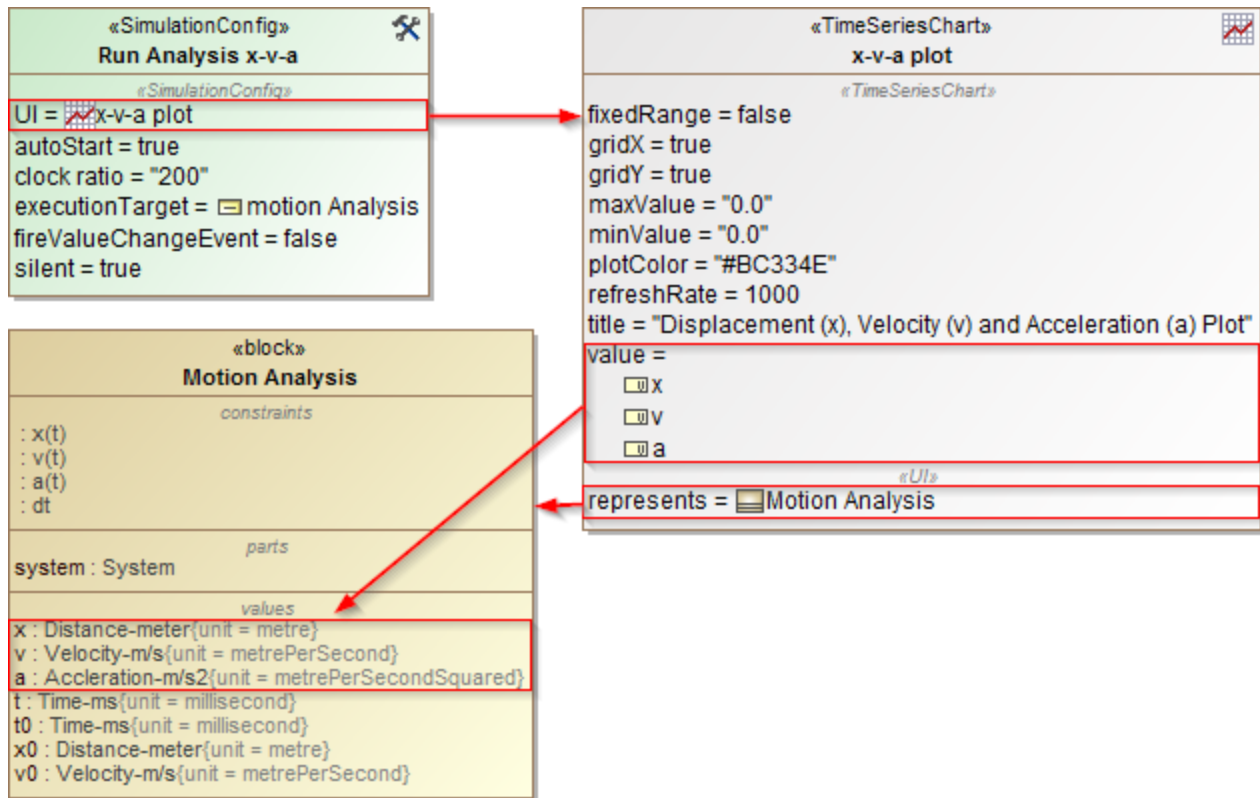 «SimulationConfig»
Run Analysis x-v-a
«SimulationConfig»
UI = x-v-a plot
autoStart = true
clock ratio = "200"
executionTarget = motion Analysis
fireValueChangeEvent = false
silent = true
«TimeSeriesChart»
x-v-a plot
«TimeSeriesChart»
fixedRange = false
gridX = true
gridY = true
maxValue = "0.0"
minValue = "0.0"
plotColor = "#BC334E"
refreshRate = 1000
title = "Displacement (x), Velocity (v) and Acceleration (a) Plot"
value =
x
v
a
«UI»
represents = Motion Analysis
«block»
Motion Analysis
constraints
: x(t)
: v(t)
: a(t)
: dt
parts
system : System
values
x : Distance-meter{unit = metre}
v : Velocity-m/s{unit = metrePerSecond}
a : Accleration-m/s2{unit = metrePerSecondSquared}
t : Time-ms{unit = millisecond}
t0 : Time-ms{unit = millisecond}
x0 : Distance-meter{unit = metre}
v0 : Velocity-m/s{unit = metrePerSecond}